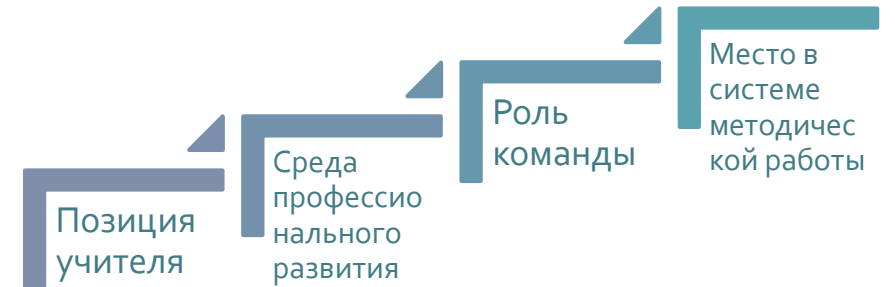 Позиция
учителя
Среда
профессио
нального
развития
Роль
команды
Место в
системе
методичес
кой работы